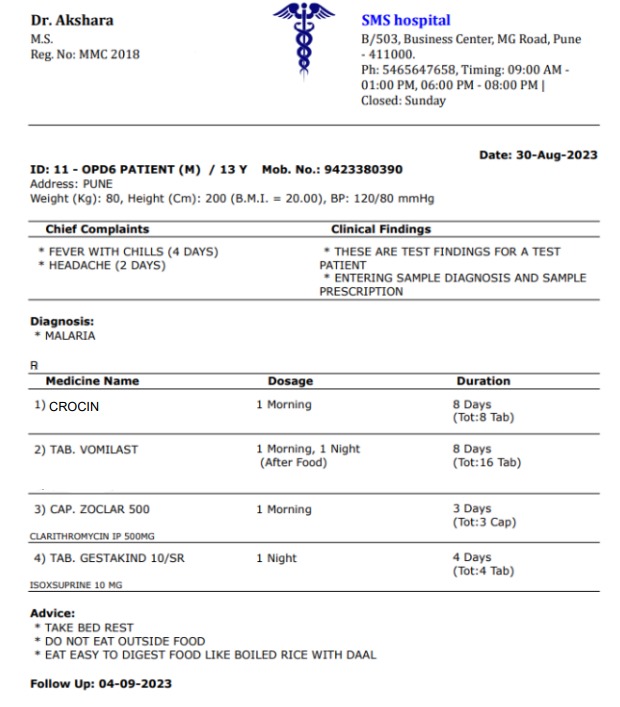 Dr. Akshara
M.S.
Reg. No: MMC 2018
SMS hospital
B/503, Business Center, MG Road, Pune
- 411000.
Ph: 5465647658, Timing: 09:00 AM -
01:00 PM, 06:00 PM - 08:00 PM |
Closed: Sunday
Date: 30-Aug-2023
ID: 11 - OPD6 PATIENT (M) / 13 Y Mob. No.: 9423380390
Address: PUNE
Weight (Kg): 80, Height (Cm): 200 (B.M.I. = 20.00), BP: 120/80 mmHg
Chief Complaints Clinical Findings
* FEVER WITH CHILLS (4 DAYS)
* HEADACHE (2 DAYS)
* THESE ARE TEST FINDINGS FOR A TEST
PATIENT
* ENTERING SAMPLE DIAGNOSIS AND SAMPLE
PRESCRIPTION
Diagnosis:
* MALARIA
R
Medicine Name Dosage Duration
1) CROCIN 1 Morning 8 Days
(Tot:8 Tab)
2) TAB. VOMILAST 1 Morning, 1 Night 8 Days
(After Food) (Tot:16 Tab)
3) CAP. ZOCLAR 500 1 Morning 3 Days
(Tot:3 Cap)
CLARITHROMYCIN IP 500MG
4) TAB. GESTAKIND 10/SR 1 Night 4 Days
(Tot:4 Tab)
ISOXSUPRINE 10 MG
Advice:
* TAKE BED REST
* DO NOT EAT OUTSIDE FOOD
* EAT EASY TO DIGEST FOOD LIKE BOILED RICE WITH DAAL
Follow Up: 04-09-2023